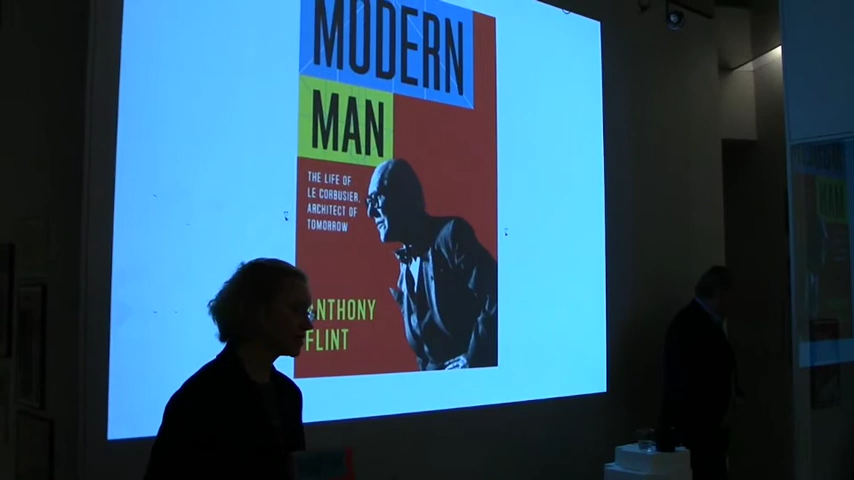 MODERN
MAN
THE LIFE OF
LE CORBUSIER,
ARCHITECT OF
TOMORROW
ANTHONY
FLINT